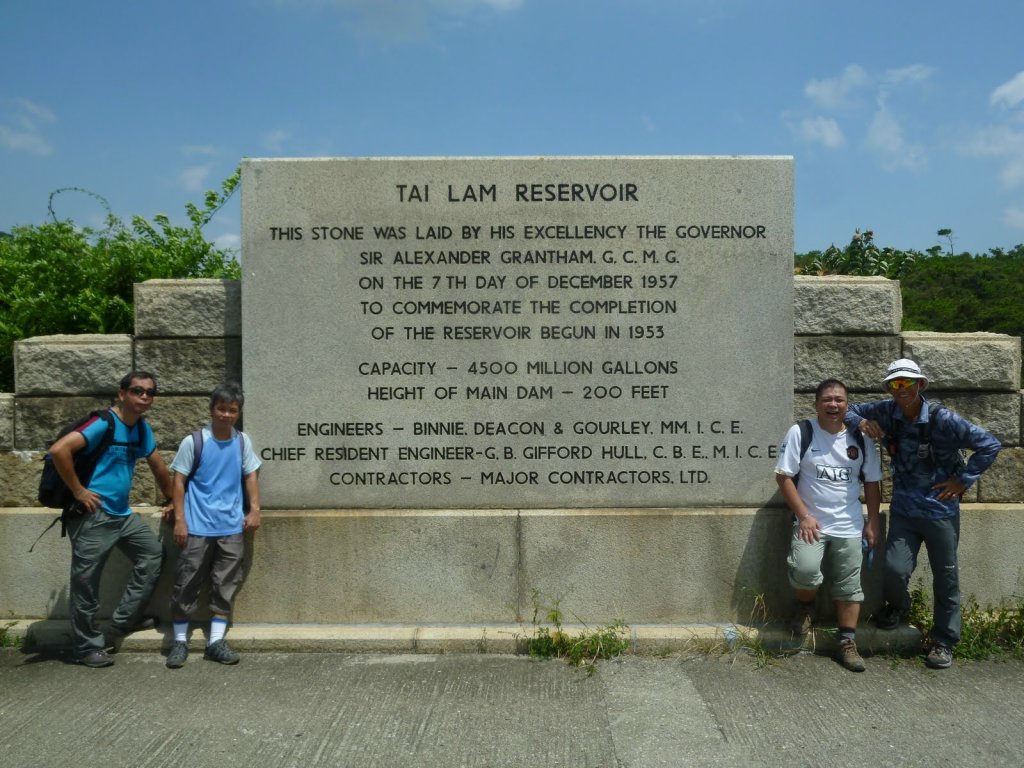 TAI LAM RESERVOIR
THIS STONE WAS LAID BY HIS EXCELLENCY THE GOVERNOR
SIR ALEXANDER GRANTHAM, G. C. M. G.
ON THE 7TH DAY OF DECEMBER 1957
TO COMMEMORATE THE COMPLETION
OF THE RESERVOIR BEGUN IN 1953
CAPACITY – 4500 MILLION GALLONS
HEIGHT OF MAIN DAM – 200 FEET
ENGINEERS – BINNIE, DEACON & GOURLEY, MM. I. C. E.
CHIEF RESIDENT ENGINEER-G. B. GIFFORD HULL, C. B. E., M. I. C. E
CONTRACTORS – MAJOR CONTRACTORS, LTD.
AIG